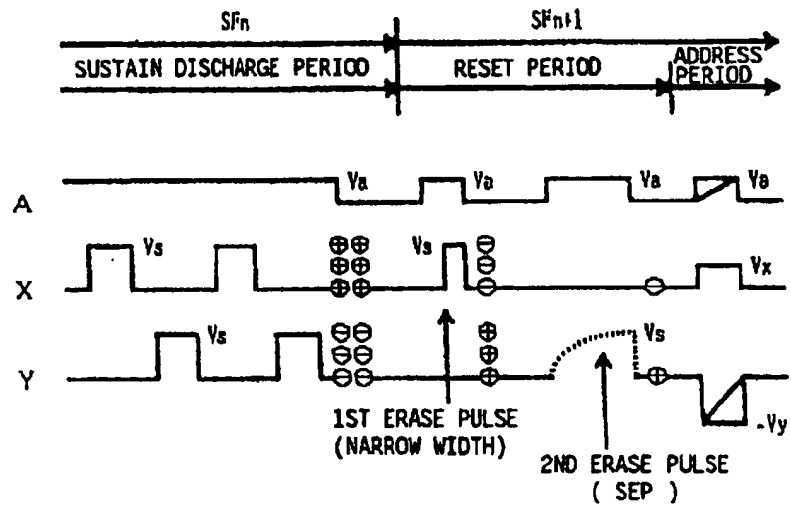 SFn SFn+1
SUSTAIN DISCHARGE PERIOD RESET PERIOD ADDRESS PERIOD
A Va Va Va Va
X Vs Vs Vx
Y Vs Vs -Vy
1ST ERASE PULSE
(NARROW WIDTH)
2ND ERASE PULSE
( SEP )